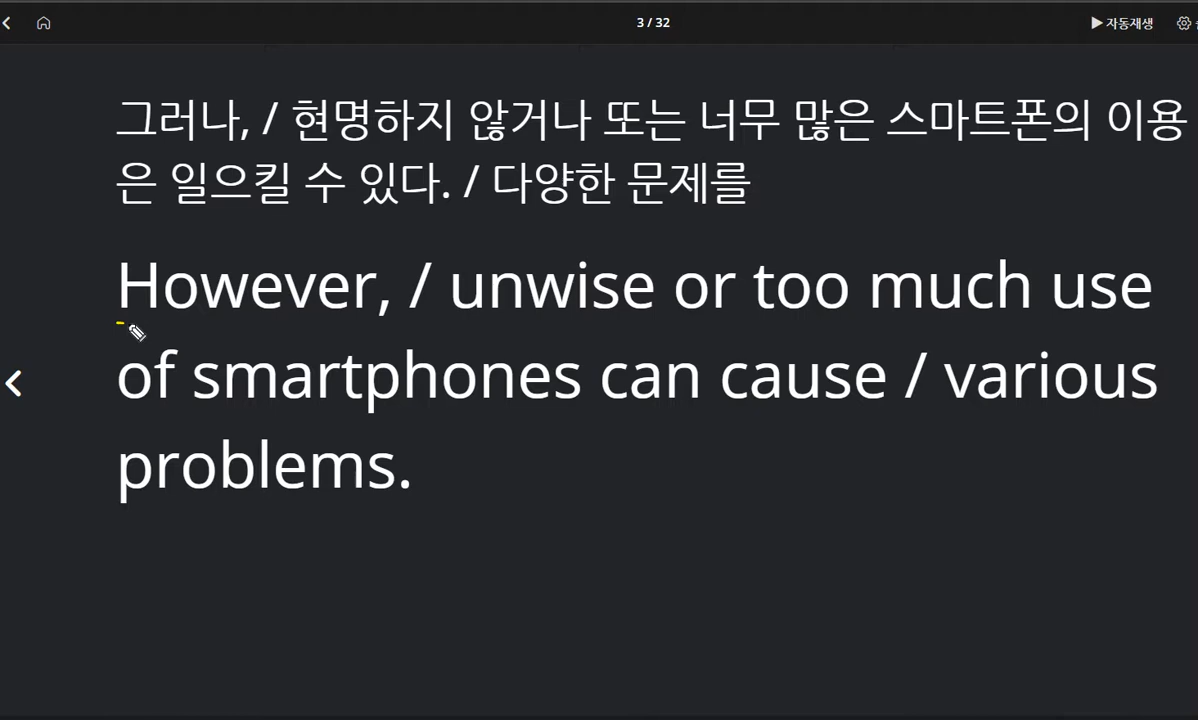 3 / 32
▶ 자동재생
그러나, / 현명하지 않거나 또는 너무 많은 스마트폰의 이용
은 일으킬 수 있다. / 다양한 문제를
However, / unwise or too much use
of smartphones can cause / various
problems.